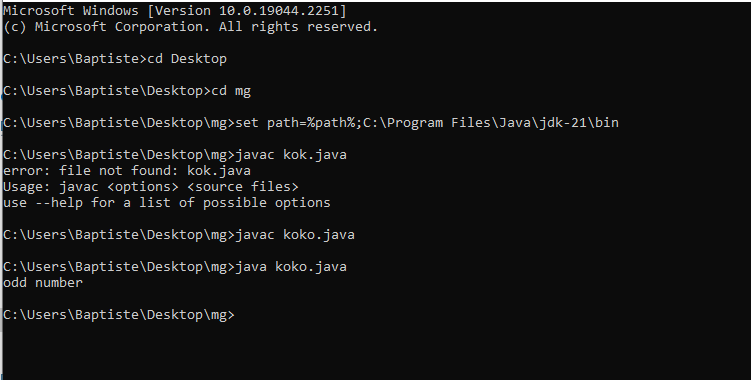 Microsoft Windows [Version 10.0.19044.2251]
(c) Microsoft Corporation. All rights reserved.
C:\Users\Baptiste>cd Desktop
C:\Users\Baptiste\Desktop>cd mg
C:\Users\Baptiste\Desktop\mg>set path=%path%;C:\Program Files\Java\jdk-21\bin
C:\Users\Baptiste\Desktop\mg>javac kok.java
error: file not found: kok.java
Usage: javac <options> <source files>
use --help for a list of possible options
C:\Users\Baptiste\Desktop\mg>javac koko.java
C:\Users\Baptiste\Desktop\mg>java koko.java
odd number
C:\Users\Baptiste\Desktop\mg>